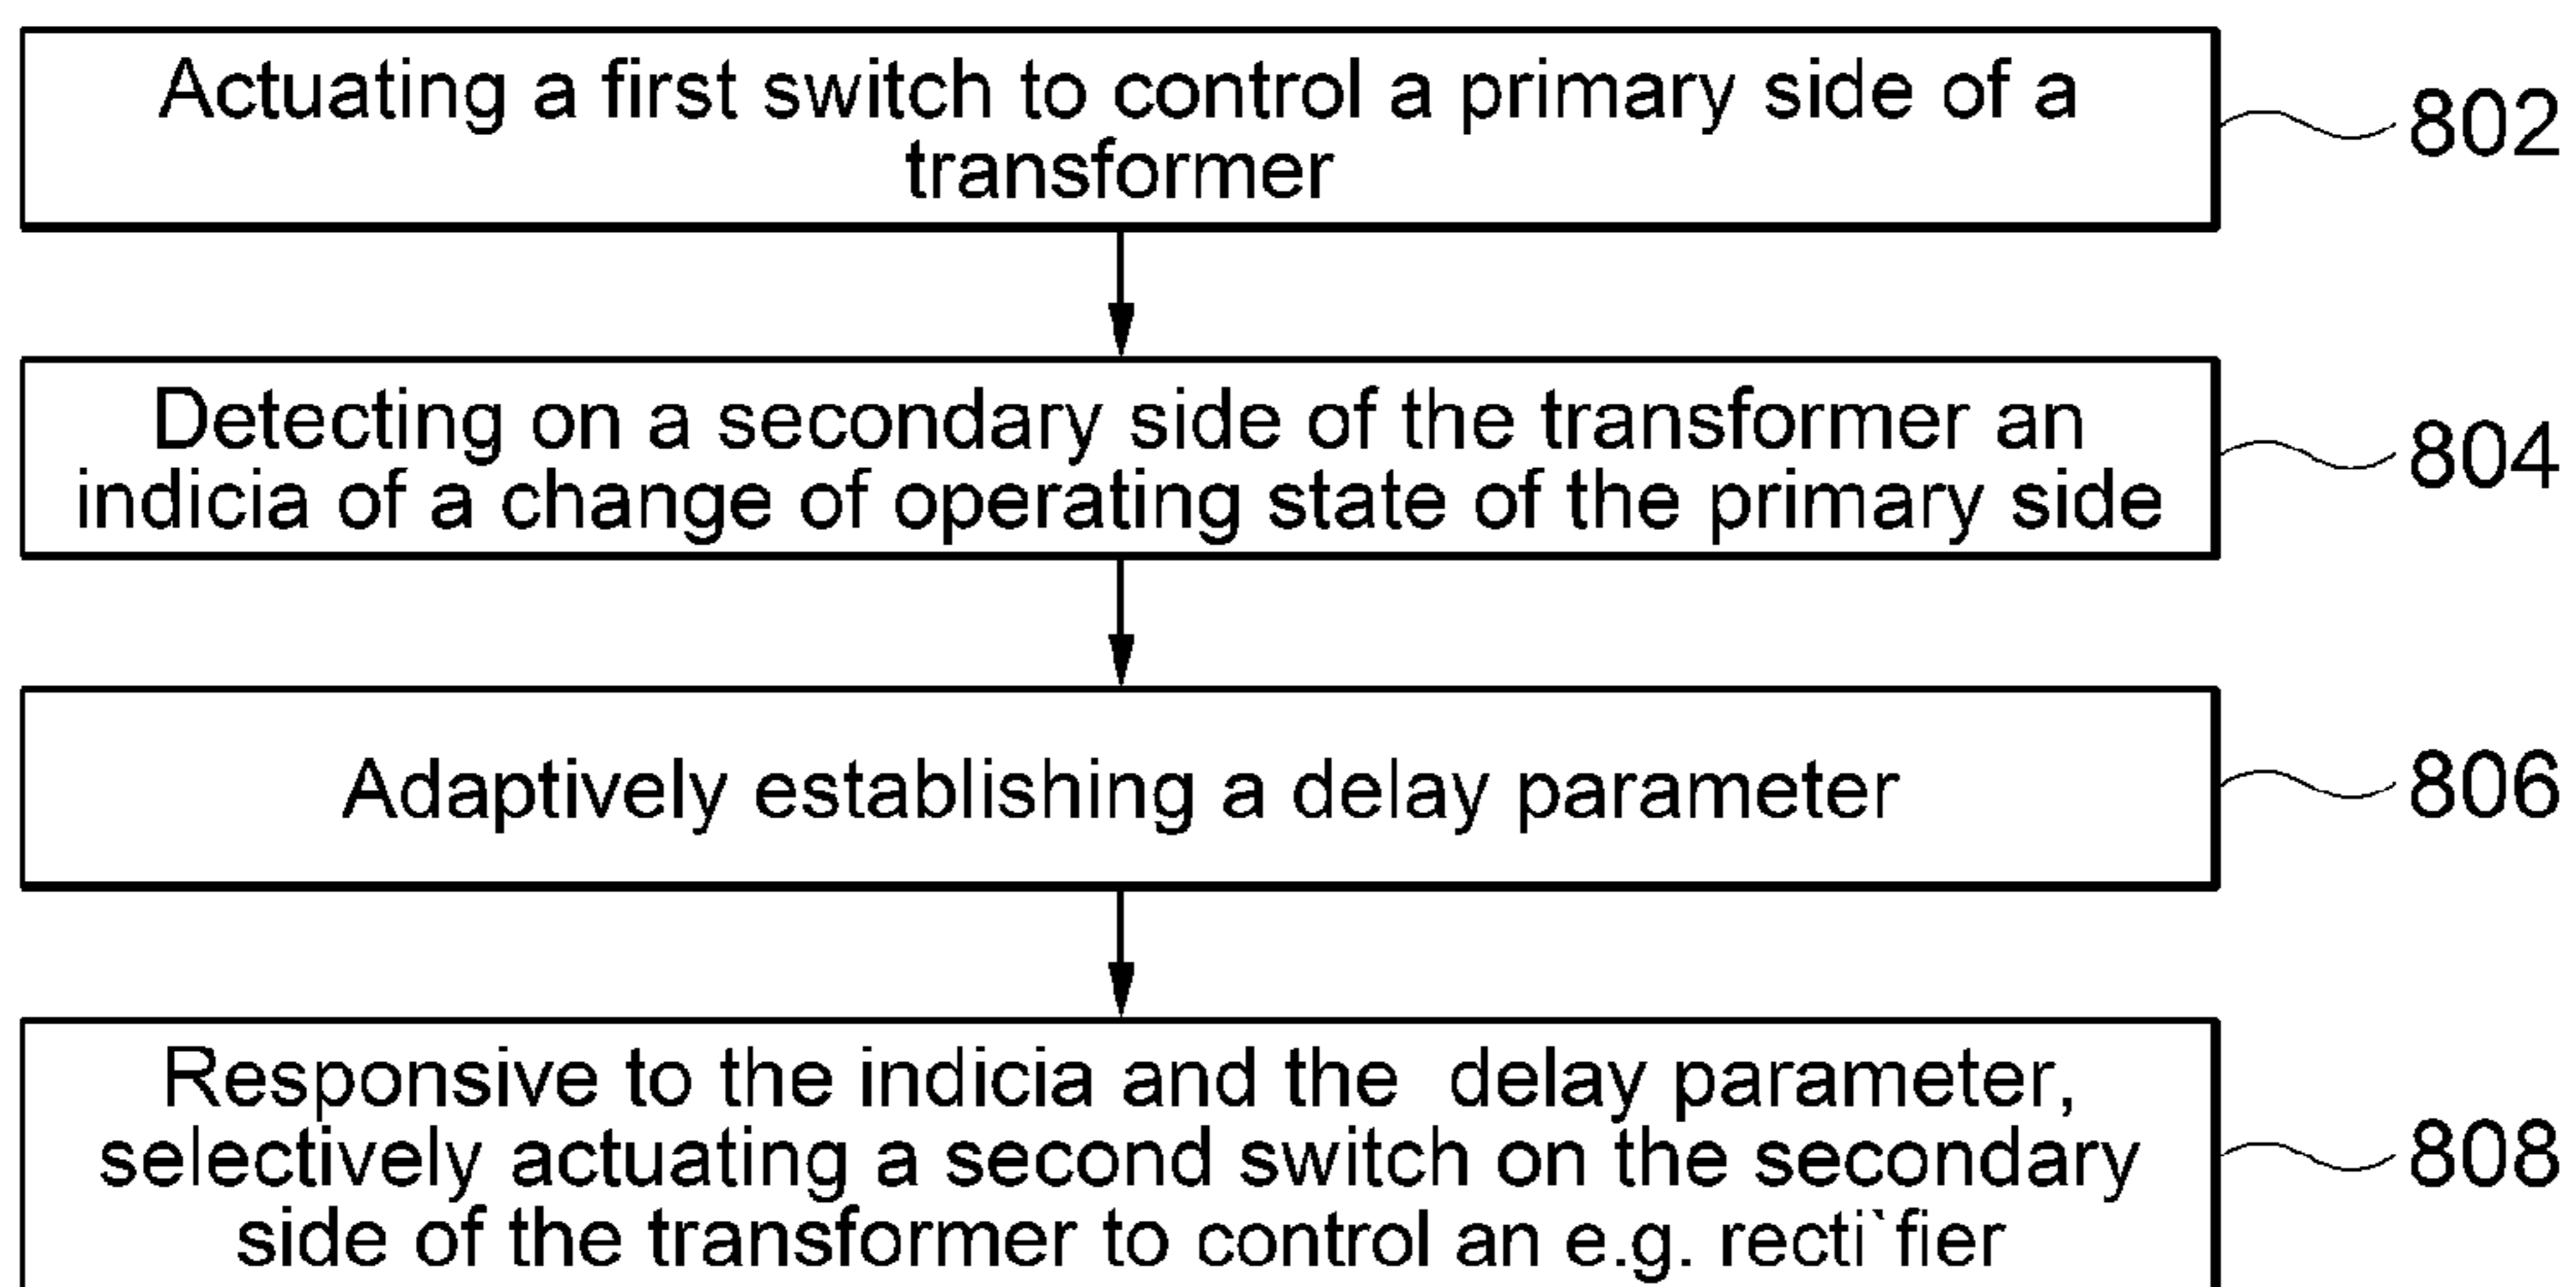 Actuating a first switch to control a primary side of a
transformer
802
Detecting on a secondary side of the transformer an
indicia of a change of operating state of the primary side
804
Adaptively establishing a delay parameter
806
Responsive to the indicia and the  delay parameter,
selectively actuating a second switch on the secondary
side of the transformer to control an e.g. recti`fier
808